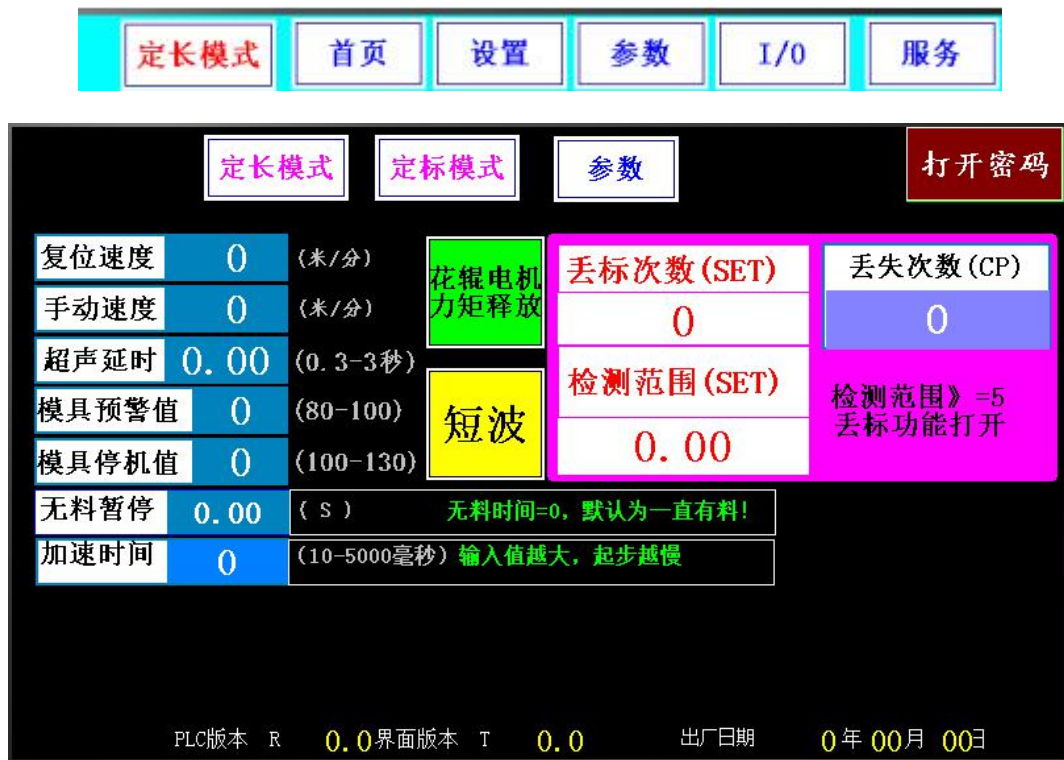 定长模式 首页 设置 参数 I/O 服务
定长模式 定标模式 参数 打开密码
复位速度 0 (米/分)
手动速度 0 (米/分)
超声延时 0.00 (0.3-3秒)
模具预警值 0 (80-100)
模具停机值 0 (100-130)
花辊电机
力矩释放
短波
丢标次数(SET)
0
检测范围(SET)
0.00
丢失次数(CP)
0
检测范围》=5
丢标功能打开
无料暂停 0.00 ( S ) 无料时间=0，默认为一直有料!
加速时间 0 (10-5000毫秒) 输入值越大，起步越慢
PLC版本 R 0.0 界面版本 T 0.0 出厂日期 0年00月 00日